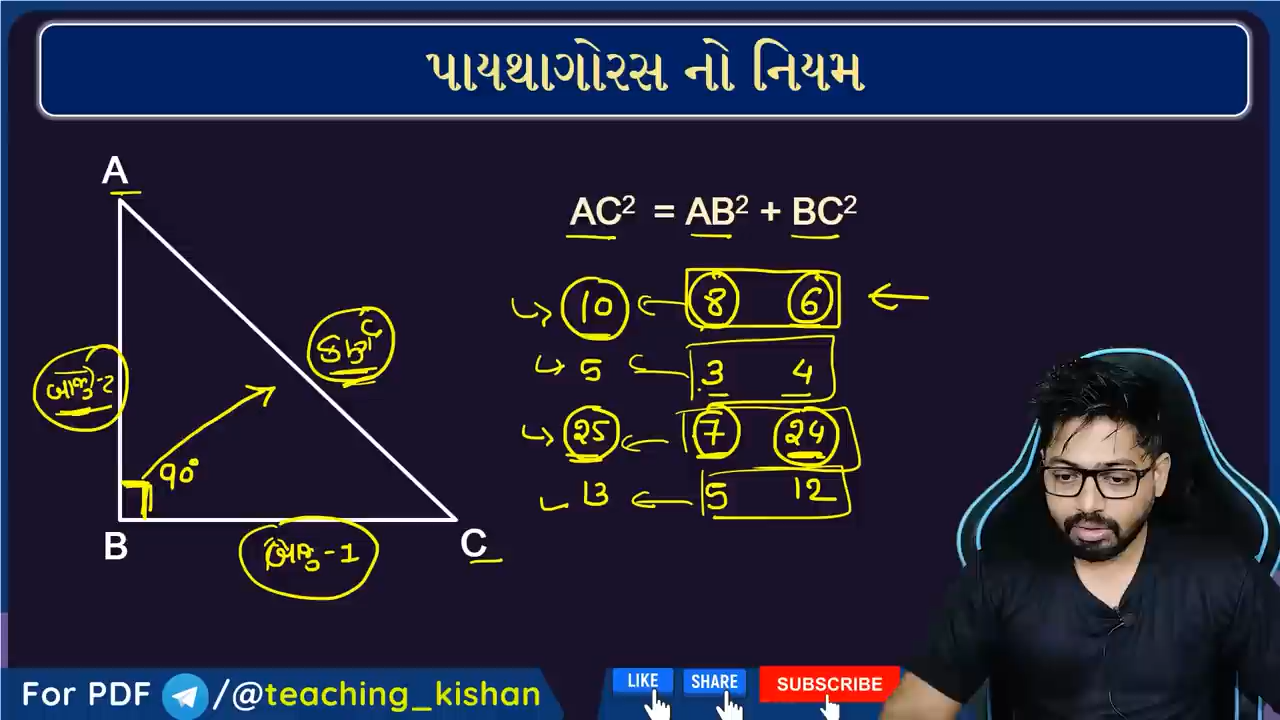 પાયથાગોરસ નો નિયમ
A
AC² = AB² + BC²
10 8 6
કર્ણ
5 3 4
બાજુ-2
25 7 24
90°
13 5 12
B
C
બાજુ-1
For PDF /@teaching_kishan
LIKE SHARE SUBSCRIBE